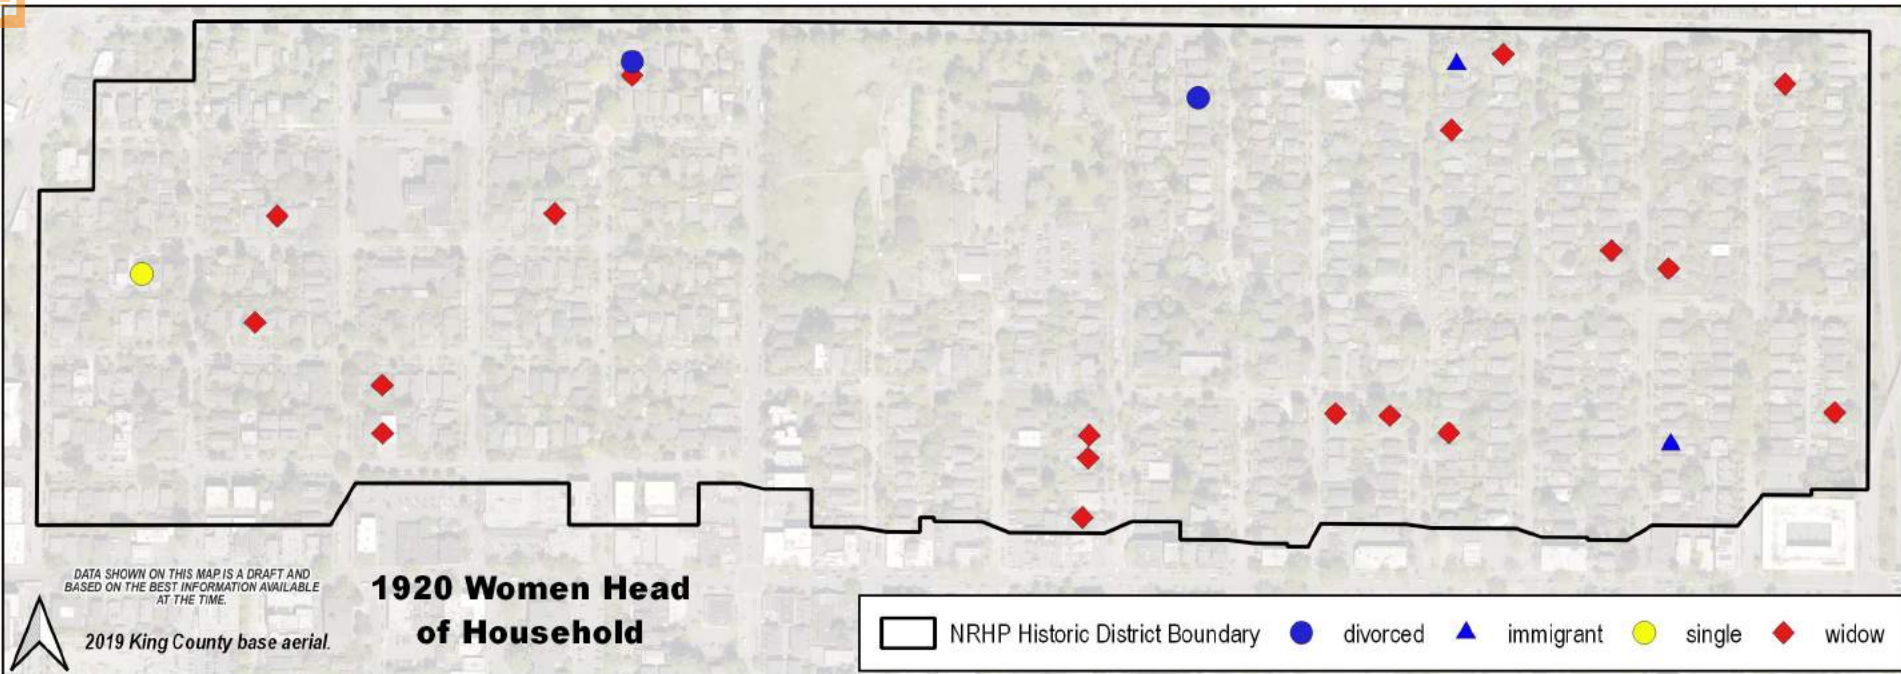 DATA SHOWN ON THIS MAP IS A DRAFT AND
BASED ON THE BEST INFORMATION AVAILABLE
AT THE TIME.
2019 King County base aerial.
1920 Women Head
of Household
NRHP Historic District Boundary divorced immigrant single widow